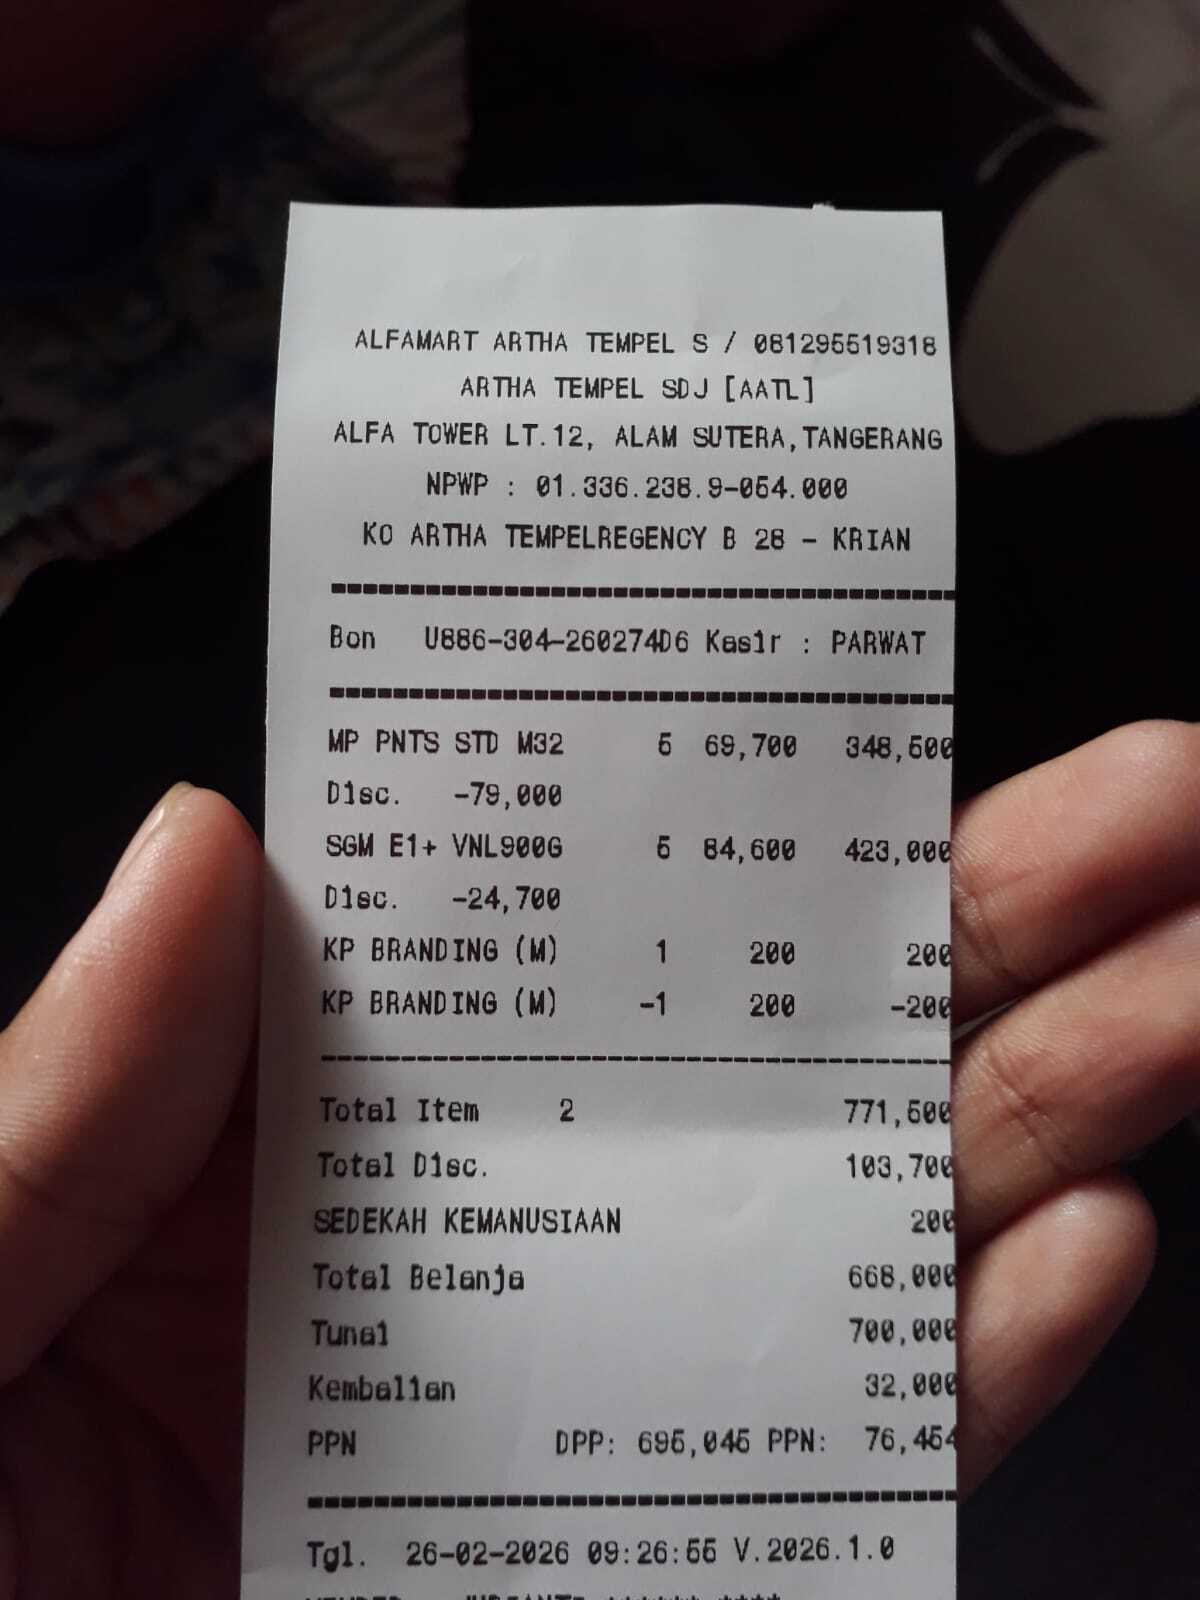 ALFAMART ARTHA TEMPEL S / 081295519318
ARTHA TEMPEL SDJ [AATL]
ALFA TOWER LT.12, ALAM SUTERA,TANGERANG
NPWP : 01.336.238.9-054.000
KO ARTHA TEMPELREGENCY B 28 - KRIAN
Bon U886-304-260274D6 Kasir : PARWAT
MP PNTS STD M32 5 69,700 348,500
Disc. -79,000
SGM E1+ VNL900G 5 84,600 423,000
Disc. -24,700
KP BRANDING (M) 1 200 200
KP BRANDING (M) -1 200 -200
Total Item 2 771,500
Total Disc. 103,700
SEDEKAH KEMANUSIAAN 200
Total Belanja 668,000
Tunai 700,000
Kembalian 32,000
PPN DPP: 695,045 PPN: 76,454
Tgl. 26-02-2026 09:26:55 V.2026.1.0